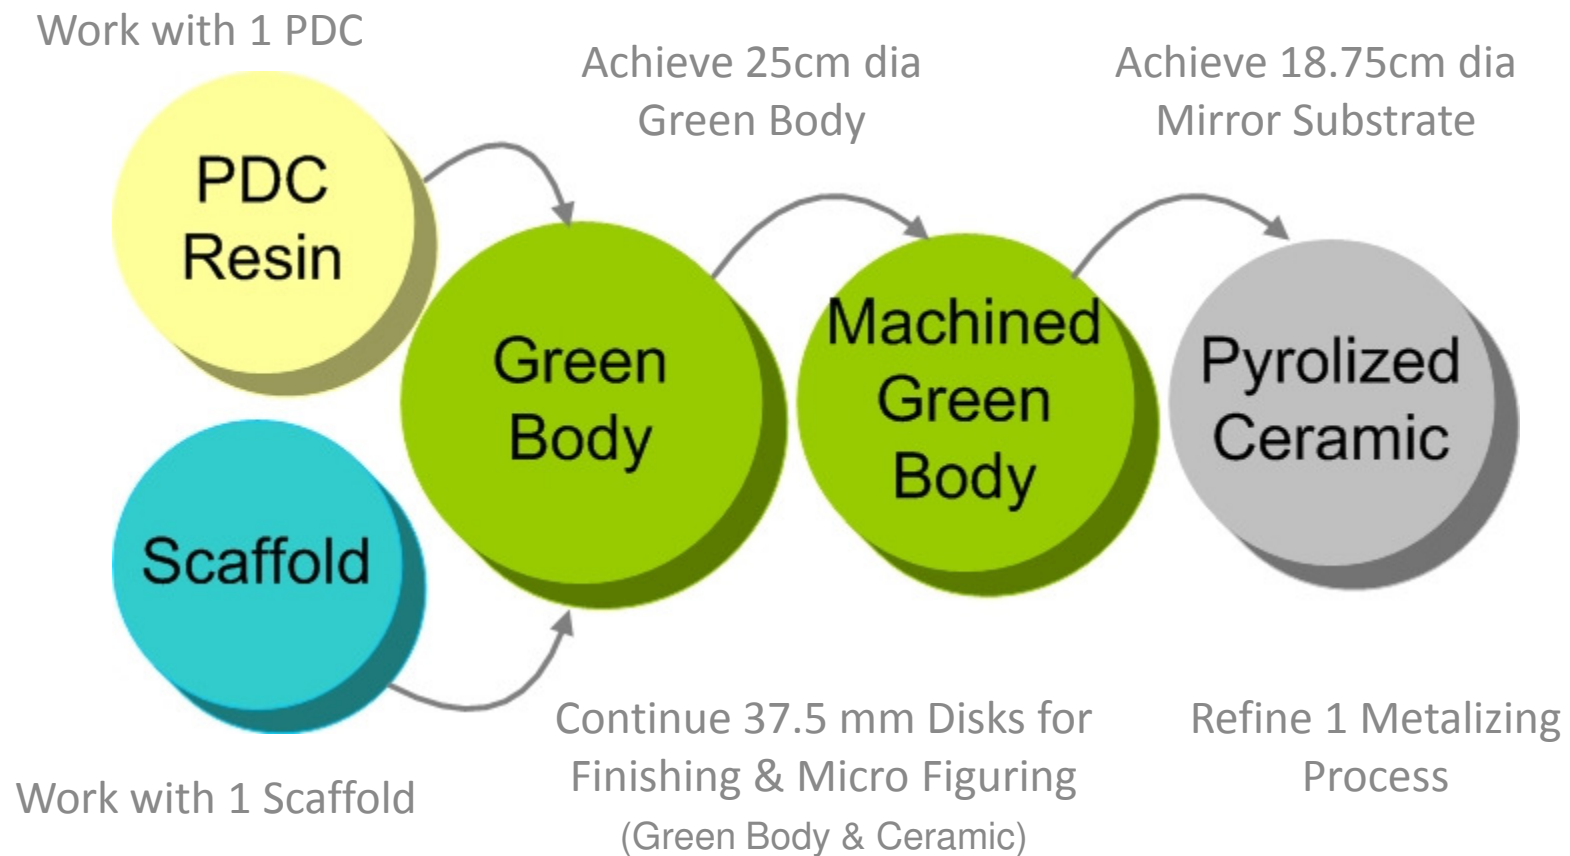 Work with 1 PDC
Achieve 25cm dia
Green Body
Achieve 18.75cm dia
Mirror Substrate
PDC
Resin
Scaffold
Green
Body
Machined
Green
Body
Pyrolized
Ceramic
Work with 1 Scaffold
Continue 37.5 mm Disks for
Finishing & Micro Figuring
(Green Body & Ceramic)
Refine 1 Metalizing
Process